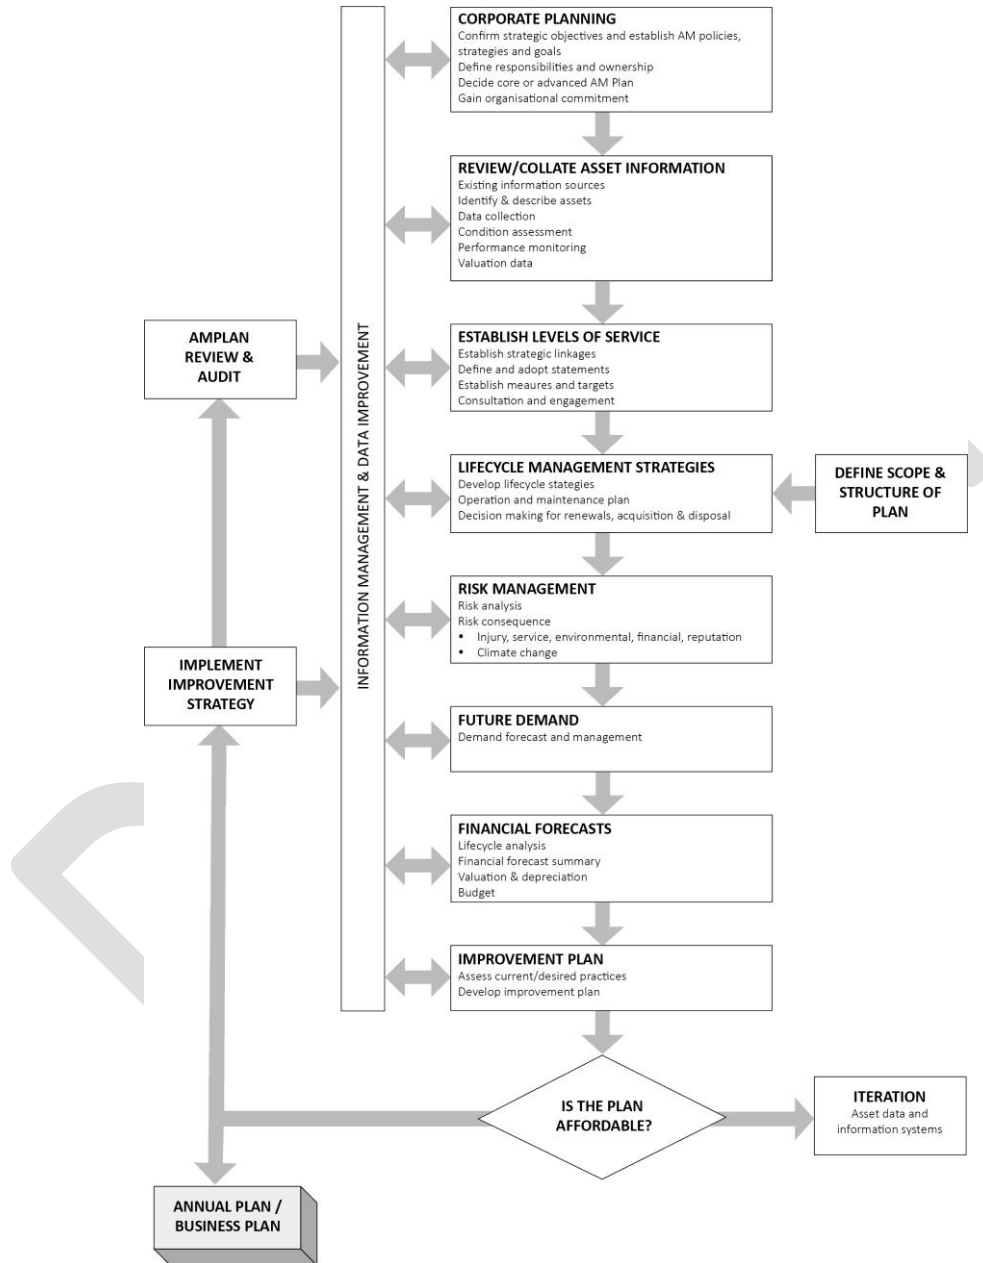 CORPORATE PLANNING
Confirm strategic objectives and establish AM policies,
strategies and goals
Define responsibilities and ownership
Decide core or advanced AM Plan
Gain organisational commitment
REVIEW/COLLATE ASSET INFORMATION
Existing information sources
Identify & describe assets
Data collection
Condition assessment
Performance monitoring
Valuation data
INFORMATION MANAGEMENT & DATA IMPROVEMENT
AMPLAN
REVIEW &
AUDIT
ESTABLISH LEVELS OF SERVICE
Establish strategic linkages
Define and adopt statements
Establish meaures and targets
Consultation and engagement
LIFECYCLE MANAGEMENT STRATEGIES
Develop lifecycle stategies
Operation and maintenance plan
Decision making for renewals, acquisition & disposal
DEFINE SCOPE &
STRUCTURE OF
PLAN
RISK MANAGEMENT
Risk analysis
Risk consequence
• Injury, service, environmental, financial, reputation
• Climate change
IMPLEMENT
IMPROVEMENT
STRATEGY
FUTURE DEMAND
Demand forecast and management
FINANCIAL FORECASTS
Lifecycle analysis
Financial forecast summary
Valuation & depreciation
Budget
IMPROVEMENT PLAN
Assess current/desired practices
Develop improvement plan
IS THE PLAN
AFFORDABLE?
ITERATION
Asset data and
information systems
ANNUAL PLAN /
BUSINESS PLAN